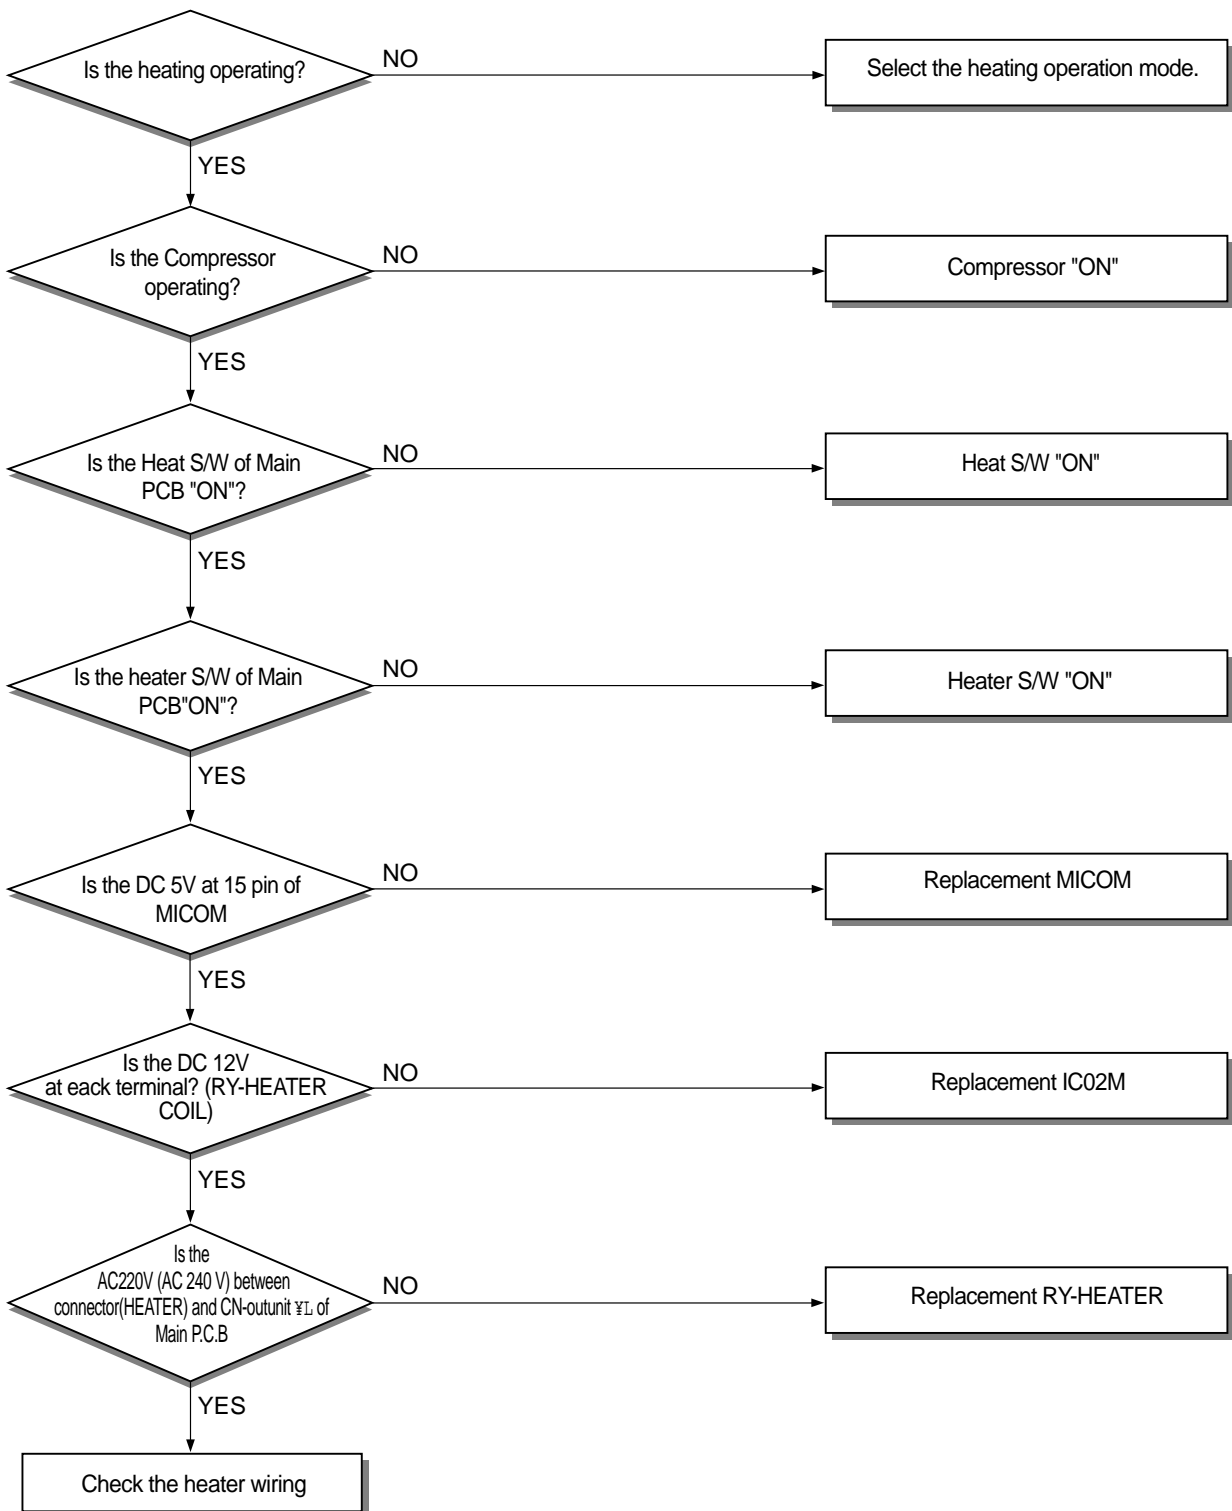 Is the heating operating?
NO
Select the heating operation mode.
YES
Is the Compressor
operating?
NO
Compressor "ON"
YES
Is the Heat S/W of Main
PCB "ON"?
NO
Heat S/W "ON"
YES
Is the heater S/W of Main
PCB"ON"?
NO
Heater S/W "ON"
YES
Is the DC 5V at 15 pin of
MICOM
NO
Replacement MICOM
YES
Is the DC 12V
at eack terminal? (RY-HEATER
COIL)
NO
Replacement IC02M
YES
Is the
AC220V (AC 240 V) between
connector(HEATER) and CN-outunit ¥L of
Main P.C.B
NO
Replacement RY-HEATER
YES
Check the heater wiring